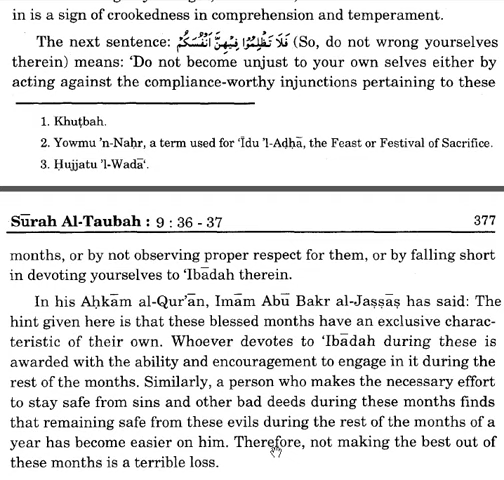 in is a sign of crookedness in comprehension and temperament.
The next sentence: فَلَا تَظْلِمُوا فِيهِنَّ أَنْفُسَكُمْ (So, do not wrong yourselves
therein) means: 'Do not become unjust to your own selves either by
acting against the compliance-worthy injunctions pertaining to these
1. Khuṭbah.
2. Yowmu 'n-Naḥr, a term used for 'Īdu 'l-Aḍḥā, the Feast or Festival of Sacrifice.
3. Ḥujjatu 'l-Wadā'.
Sūrah Al-Taubah : 9 : 36 - 37 377
months, or by not observing proper respect for them, or by falling short
in devoting yourselves to 'Ibādah therein.
In his Aḥkām al-Qur'ān, Imām Abū Bakr al-Jaṣṣāṣ has said: The
hint given here is that these blessed months have an exclusive charac-
teristic of their own. Whoever devotes to 'Ibādah during these is
awarded with the ability and encouragement to engage in it during the
rest of the months. Similarly, a person who makes the necessary effort
to stay safe from sins and other bad deeds during these months finds
that remaining safe from these evils during the rest of the months of a
year has become easier on him. Therefore, not making the best out of
these months is a terrible loss.